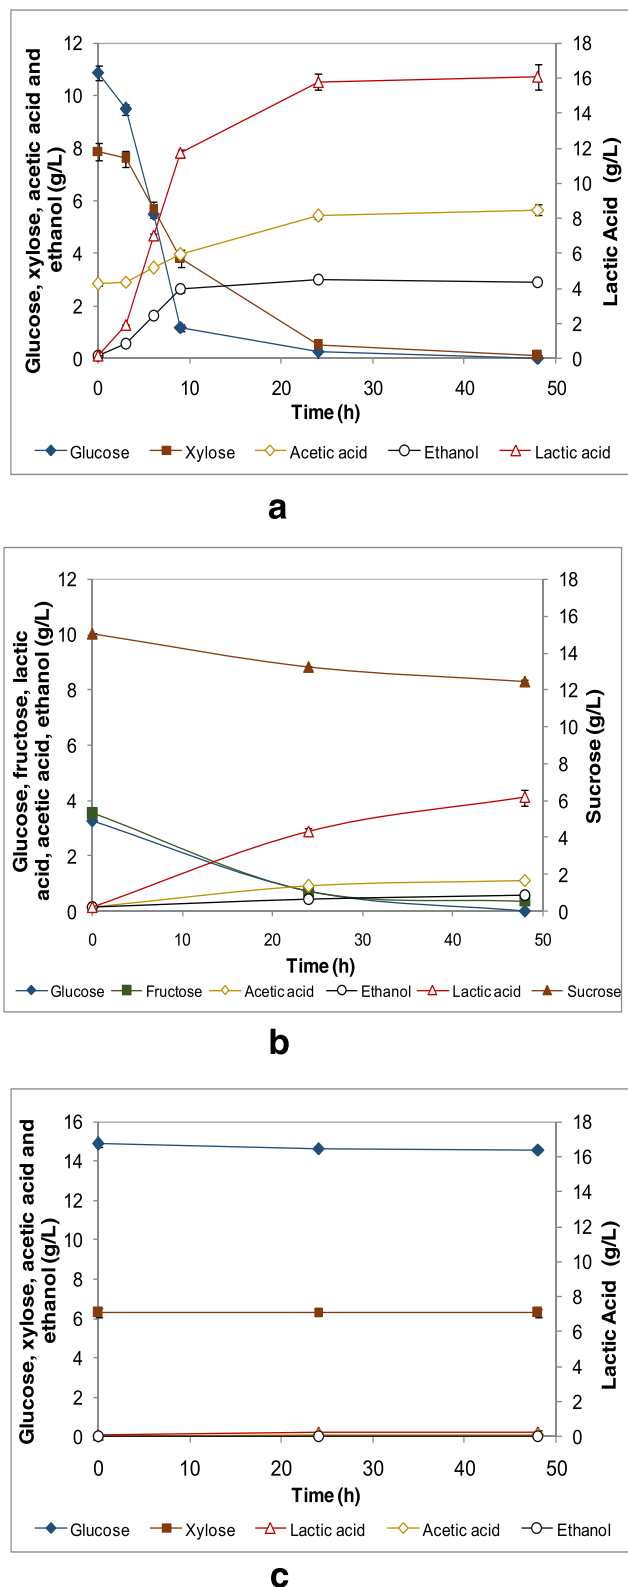 12
10
8
6
4
2
0
18
16
14
12
10
8
6
4
2
0
Glucose, xylose, acetic acid and
ethanol (g/L)
Lactic Acid (g/L)
0 10 20 30 40 50
Time (h)
Glucose Xylose Acetic acid Ethanol Lactic acid
a
12
10
8
6
4
2
0
18
16
14
12
10
8
6
4
2
0
Glucose, fructose, lactic
acid, acetic acid, ethanol (g/L)
Sucrose (g/L)
0 10 20 30 40 50
Time (h)
Glucose Fructose Acetic acid Ethanol Lactic acid Sucrose
b
16
14
12
10
8
6
4
2
0
18
16
14
12
10
8
6
4
2
0
Glucose, xylose, acetic acid and
ethanol (g/L)
Lactic Acid (g/L)
0 10 20 30 40 50
Time (h)
Glucose Xylose Lactic acid Acetic acid Ethanol
c